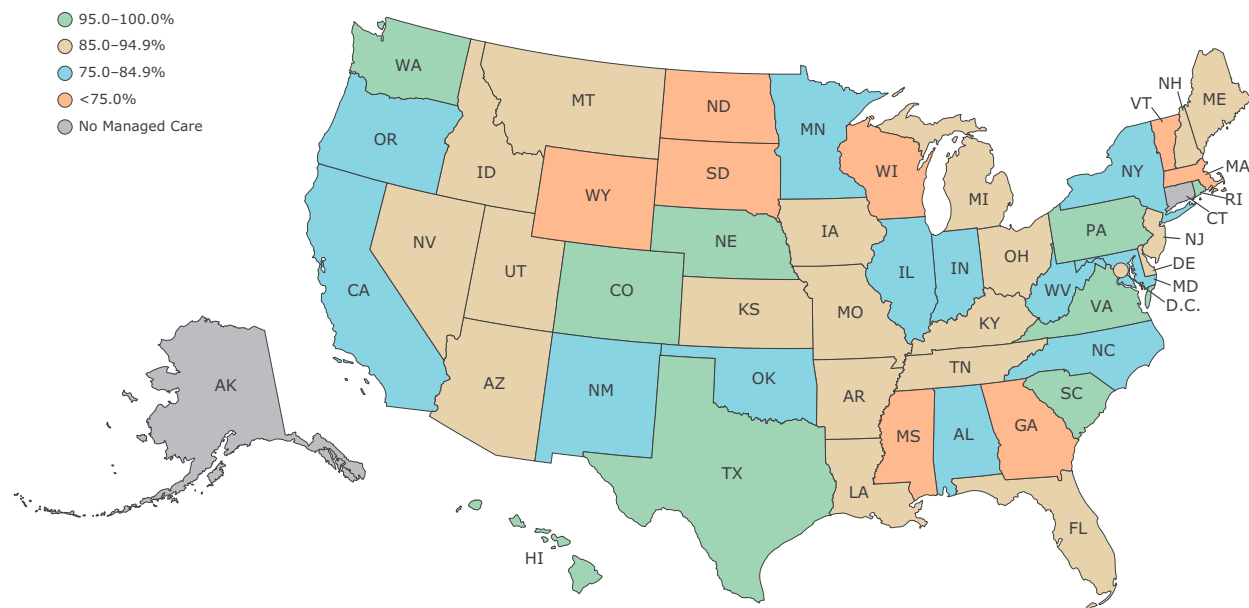 95.0–100.0%
85.0–94.9%
75.0–84.9%
<75.0%
No Managed Care
WA
MT
ND
MN
NH
ME
VT
OR
ID
SD
WI
MI
NY
MA
RI
CT
WY
NV
UT
NE
IA
PA
NJ
IL
IN
OH
DE
MD
D.C.
CA
CO
KS
MO
WV
VA
KY
AK
AZ
NM
OK
AR
TN
NC
SC
MS
AL
GA
TX
LA
FL
HI